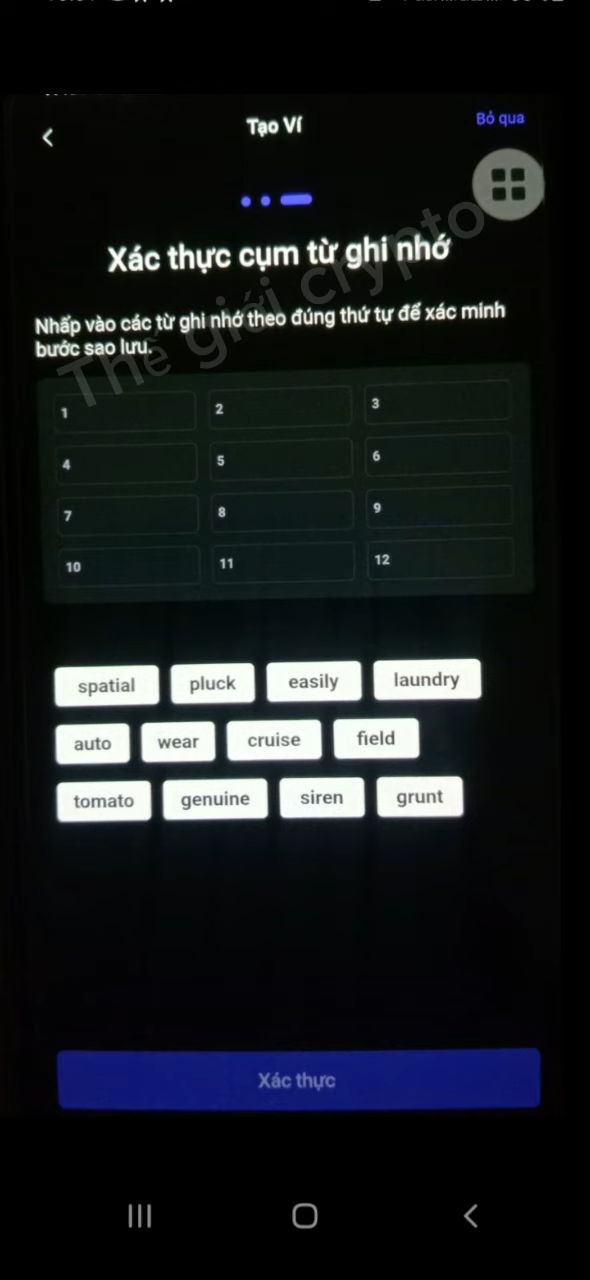 Tạo Ví
Bỏ qua
Xác thực cụm từ ghi nhớ
Nhấp vào các từ ghi nhớ theo đúng thứ tự để xác minh
bước sao lưu.
Thế giới crypto
1 2 3
4 5 6
7 8 9
10 11 12
spatial pluck easily laundry
auto wear cruise field
tomato genuine siren grunt
Xác thực